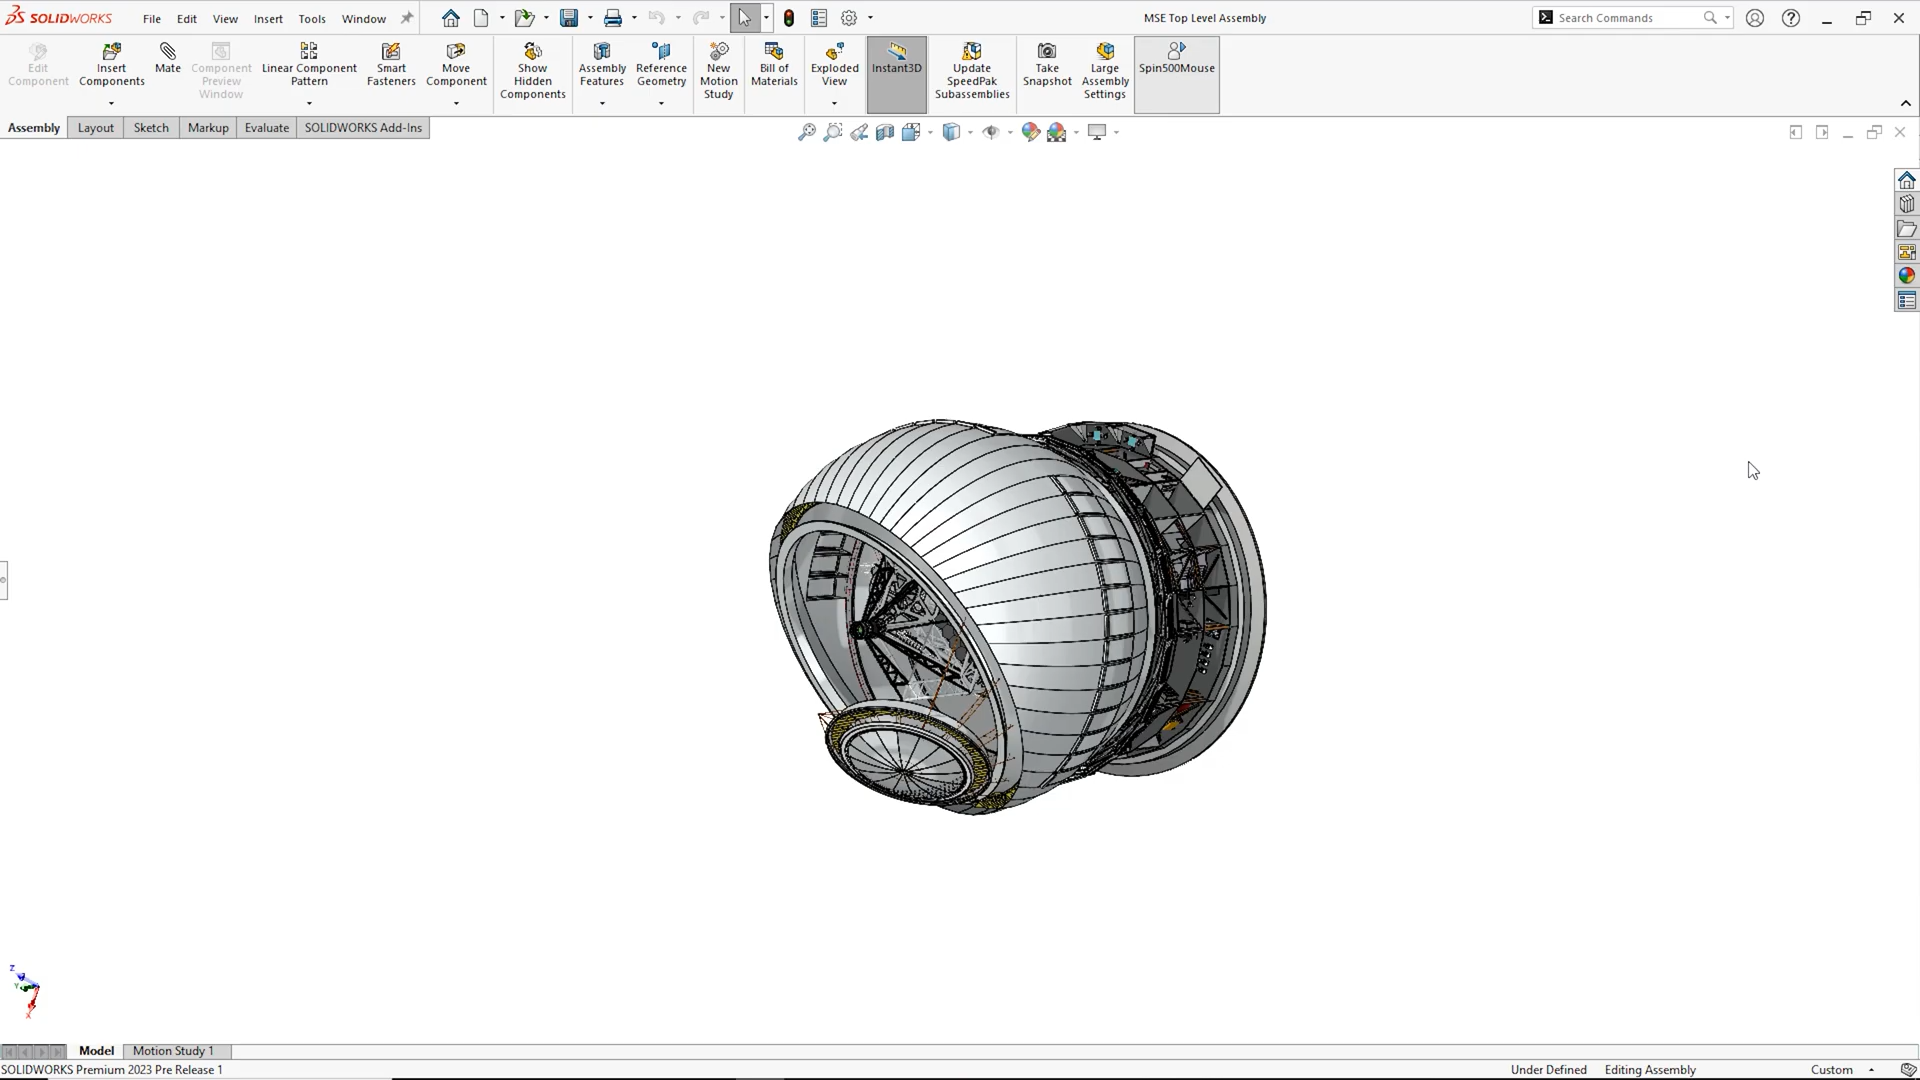 SOLIDWORKS File Edit View Insert Tools Window MSE Top Level Assembly Search Commands
Edit Component
Insert Components
Mate
Component Preview Window
Linear Component Pattern
Smart Fasteners
Move Component
Show Hidden Components
Assembly Features
Reference Geometry
New Motion Study
Bill of Materials
Exploded View
Instant3D
Update SpeedPak Subassemblies
Take Snapshot
Large Assembly Settings
Spin500Mouse
Assembly Layout Sketch Markup Evaluate SOLIDWORKS Add-Ins
Z
Y
X
Model Motion Study 1
SOLIDWORKS Premium 2023 Pre Release 1 Under Defined Editing Assembly Custom